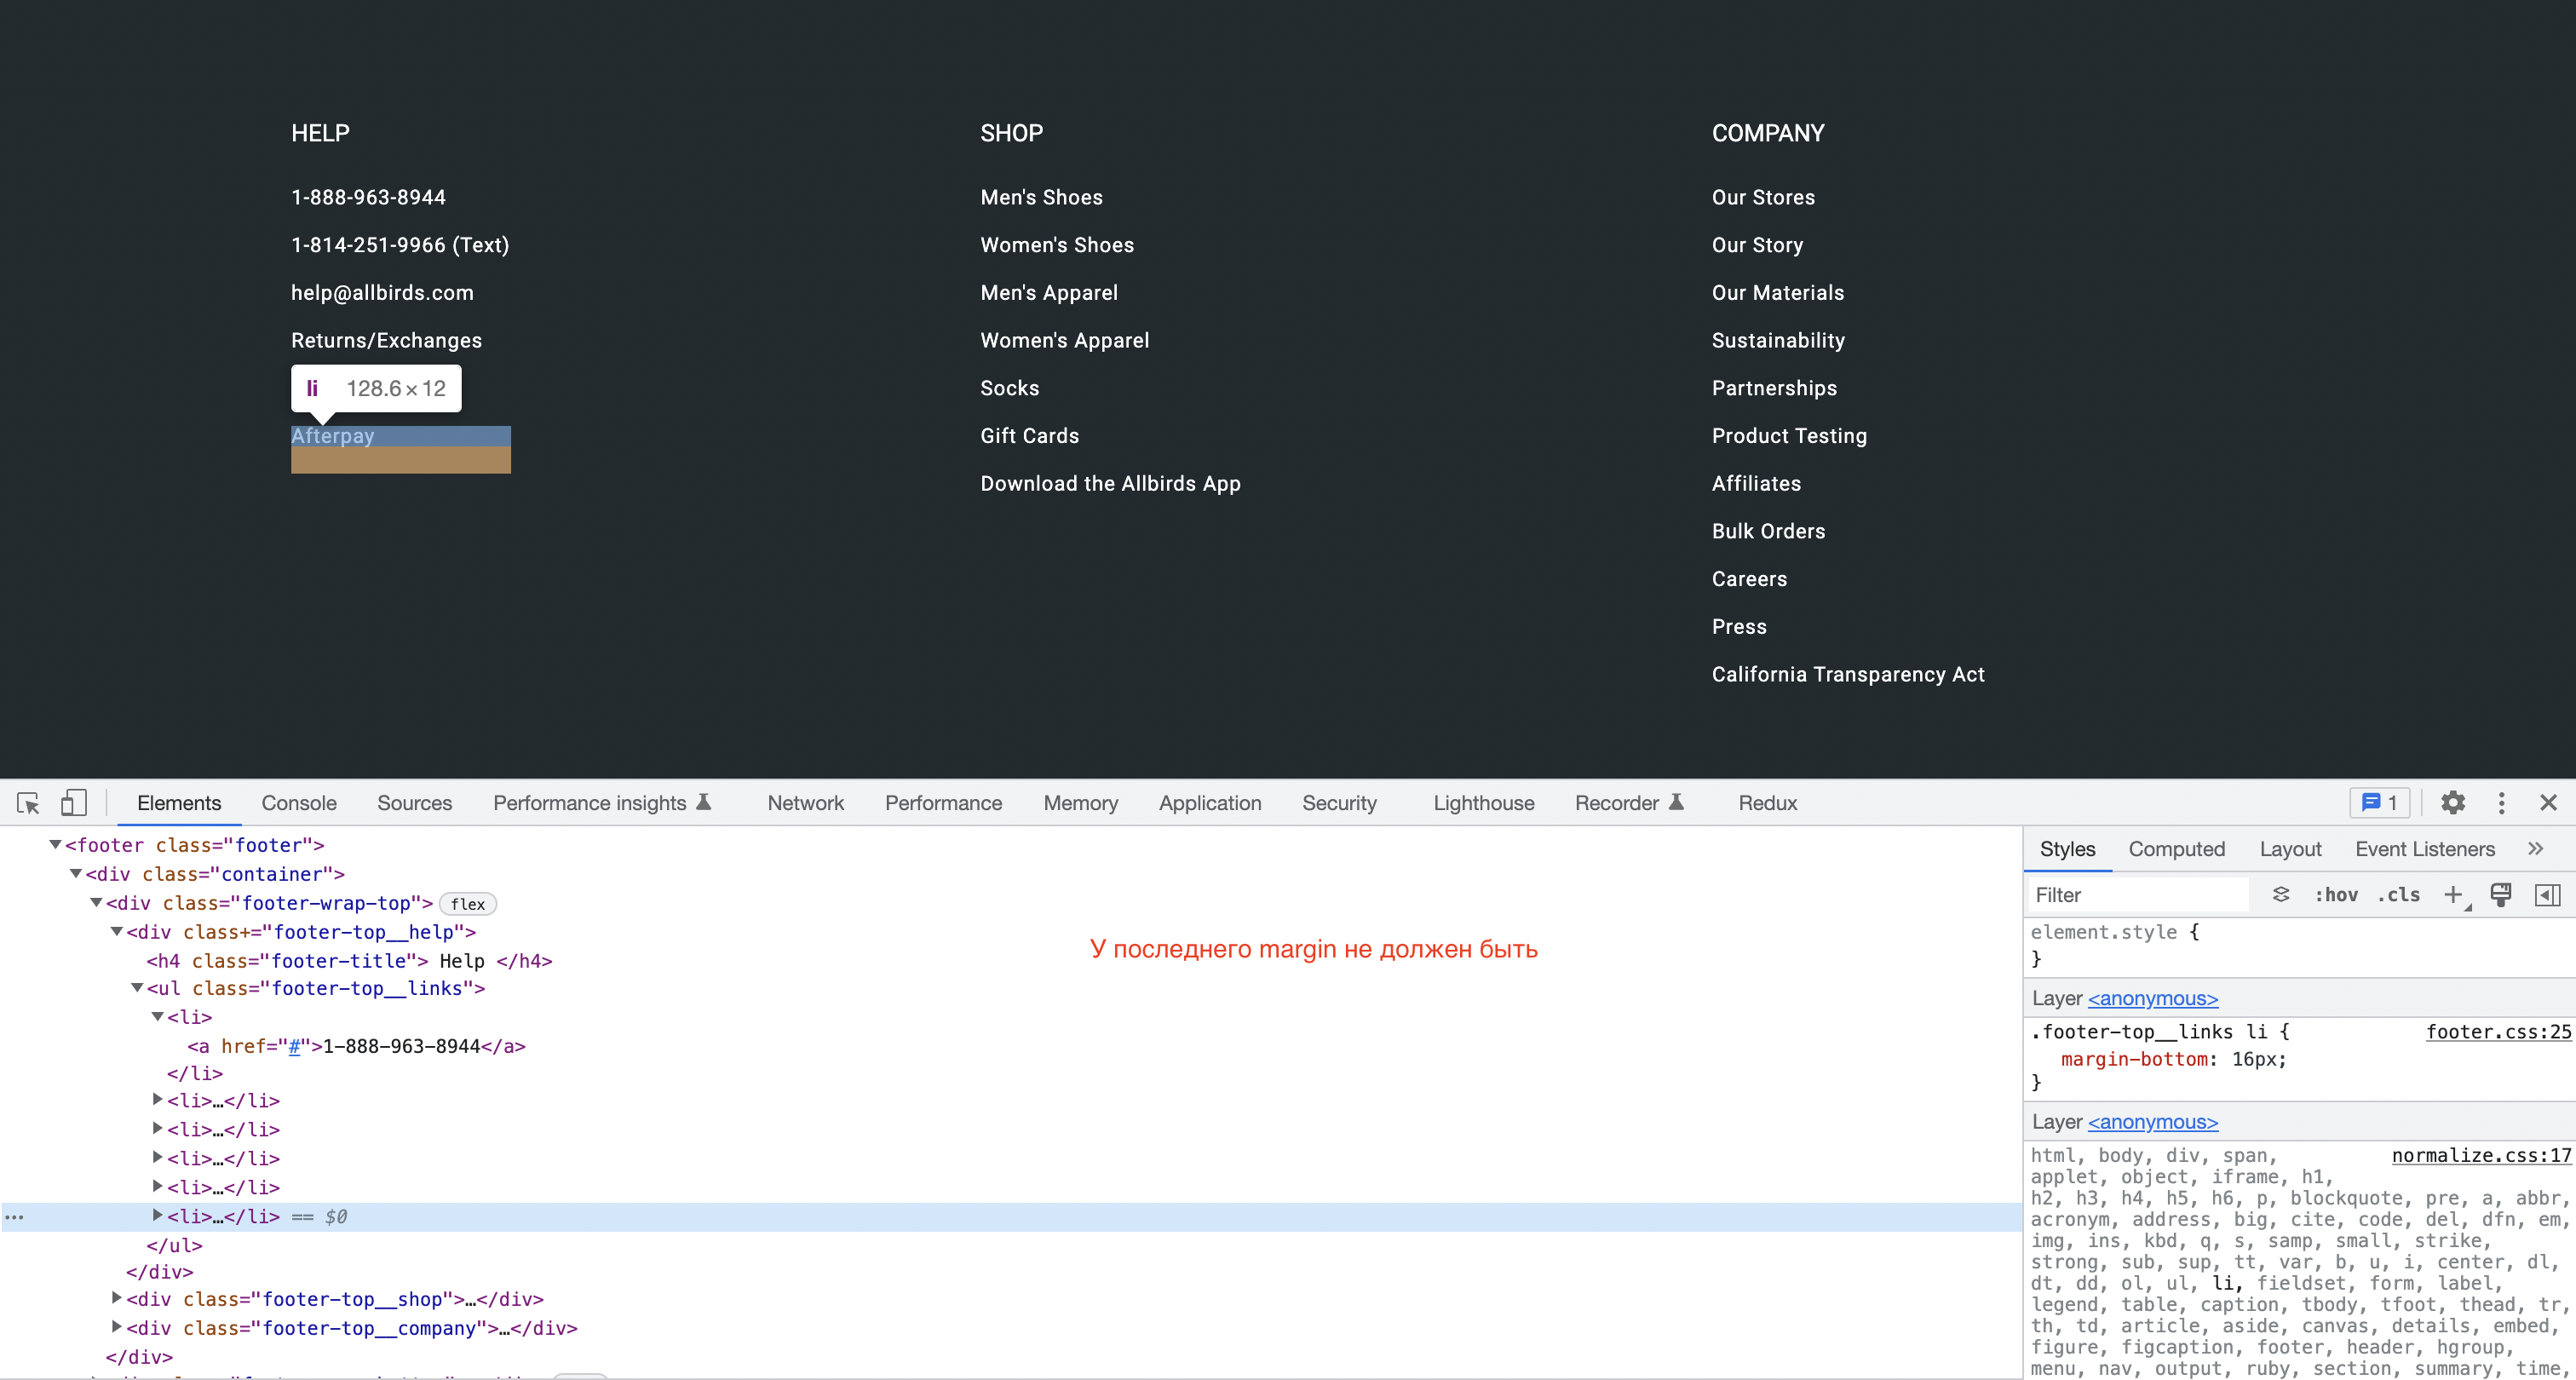 HELP
1-888-963-8944
1-814-251-9966 (Text)
help@allbirds.com
Returns/Exchanges
li 128.6 × 12
Afterpay
SHOP
Men's Shoes
Women's Shoes
Men's Apparel
Women's Apparel
Socks
Gift Cards
Download the Allbirds App
COMPANY
Our Stores
Our Story
Our Materials
Sustainability
Partnerships
Product Testing
Affiliates
Bulk Orders
Careers
Press
California Transparency Act
Elements Console Sources Performance insights Network Performance Memory Application Security Lighthouse Recorder Redux 1
<footer class="footer">
<div class="container">
<div class="footer-wrap-top"> flex
<div class+="footer-top__help">
<h4 class="footer-title"> Help </h4>
<ul class="footer-top__links">
<li>
<a href="#">1-888-963-8944</a>
</li>
<li>…</li>
<li>…</li>
<li>…</li>
<li>…</li>
<li>…</li> == $0
</ul>
</div>
<div class="footer-top__shop">…</div>
<div class="footer-top__company">…</div>
</div>
У последнего margin не должен быть
Styles Computed Layout Event Listeners »
Filter :hov .cls +
element.style {
}
Layer <anonymous>
.footer-top__links li { footer.css:25
margin-bottom: 16px;
}
Layer <anonymous>
html, body, div, span, normalize.css:17
applet, object, iframe, h1,
h2, h3, h4, h5, h6, p, blockquote, pre, a, abbr,
acronym, address, big, cite, code, del, dfn, em,
img, ins, kbd, q, s, samp, small, strike,
strong, sub, sup, tt, var, b, u, i, center, dl,
dt, dd, ol, ul, li, fieldset, form, label,
legend, table, caption, tbody, tfoot, thead, tr,
th, td, article, aside, canvas, details, embed,
figure, figcaption, footer, header, hgroup,
menu, nav, output, ruby, section, summary, time,